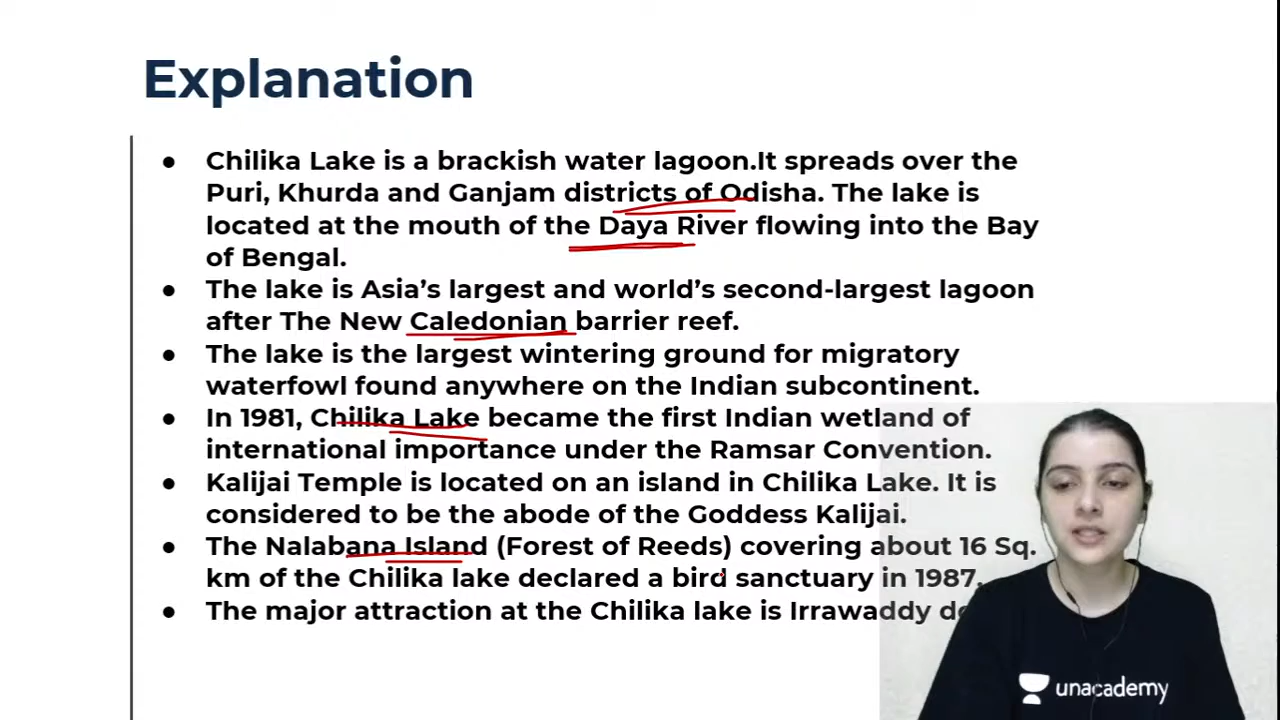 Explanation
● Chilika Lake is a brackish water lagoon.It spreads over the
Puri, Khurda and Ganjam districts of Odisha. The lake is
located at the mouth of the Daya River flowing into the Bay
of Bengal.
● The lake is Asia's largest and world's second-largest lagoon
after The New Caledonian barrier reef.
● The lake is the largest wintering ground for migratory
waterfowl found anywhere on the Indian subcontinent.
● In 1981, Chilika Lake became the first Indian wetland of
international importance under the Ramsar Convention.
● Kalijai Temple is located on an island in Chilika Lake. It is
considered to be the abode of the Goddess Kalijai.
● The Nalabana Island (Forest of Reeds) covering about 16 Sq.
km of the Chilika lake declared a bird sanctuary in 1987.
● The major attraction at the Chilika lake is Irrawaddy
unacademy